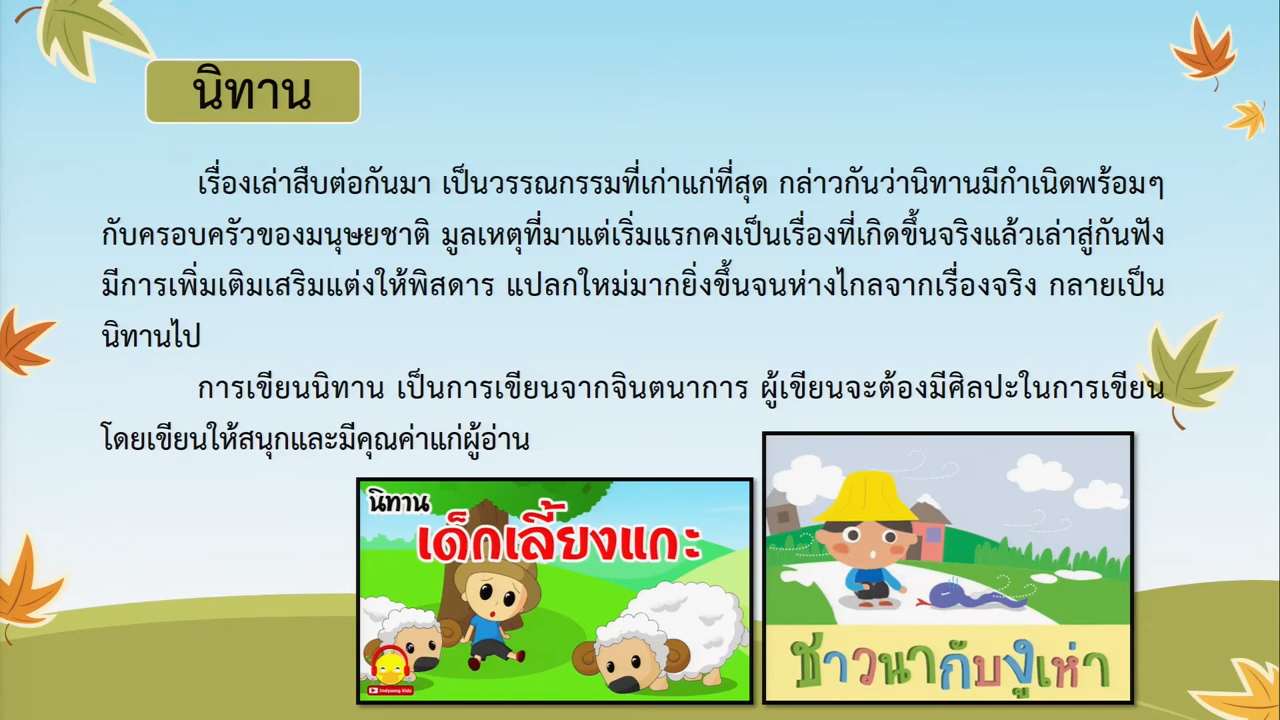 นิทาน
เรื่องเล่าสืบต่อกันมา เป็นวรรณกรรมที่เก่าแก่ที่สุด กล่าวกันว่านิทานมีกำเนิดพร้อมๆ
กับครอบครัวของมนุษยชาติ มูลเหตุที่มาแต่เริ่มแรกคงเป็นเรื่องที่เกิดขึ้นจริงแล้วเล่าสู่กันฟัง
มีการเพิ่มเติมเสริมแต่งให้พิสดาร แปลกใหม่มากยิ่งขึ้นจนห่างไกลจากเรื่องจริง กลายเป็น
นิทานไป
การเขียนนิทาน เป็นการเขียนจากจินตนาการ ผู้เขียนจะต้องมีศิลปะในการเขียน
โดยเขียนให้สนุกและมีคุณค่าแก่ผู้อ่าน
นิทาน
เด็กเลี้ยงแกะ
Indysong Kids
ชาวนากับงูเห่า